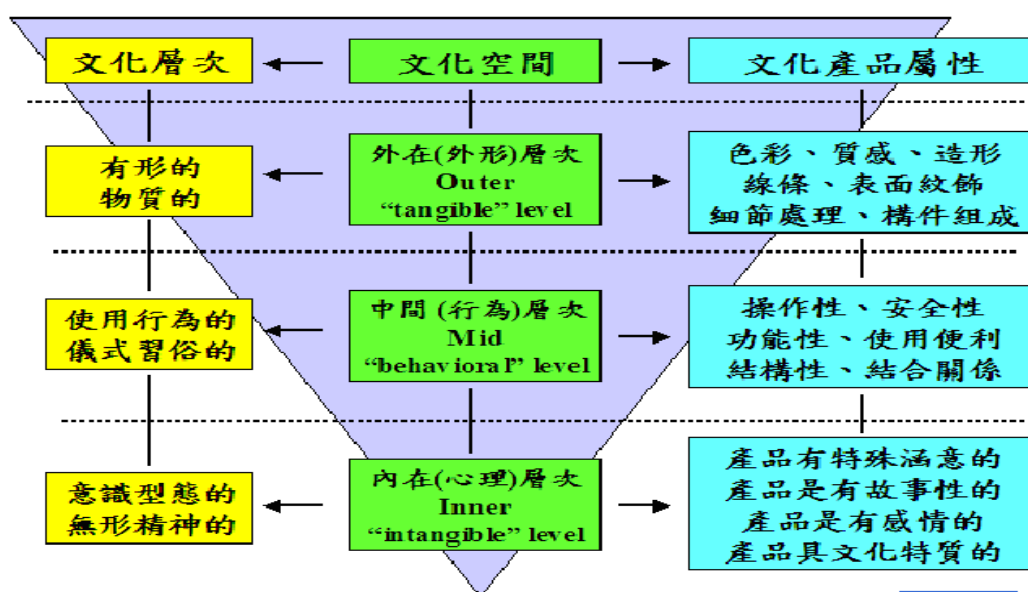 文化層次
文化空間
文化產品屬性
有形的
物質的
外在(外形)層次
Outer
“tangible” level
色彩、質感、造形
線條、表面紋飾
細節處理、構件組成
使用行為的
儀式習俗的
中間(行為)層次
Mid
“behavioral” level
操作性、安全性
功能性、使用便利
結構性、結合關係
意識型態的
無形精神的
內在(心理)層次
Inner
“intangible” level
產品有特殊涵意的
產品是有故事性的
產品是有感情的
產品具文化特質的